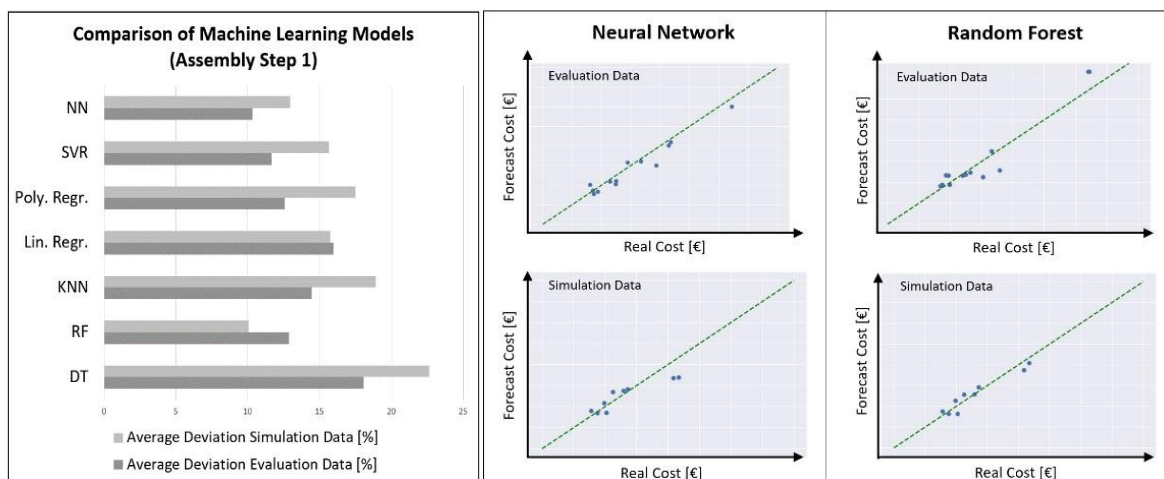 Comparison of Machine Learning Models
(Assembly Step 1)
NN
SVR
Poly. Regr.
Lin. Regr.
KNN
RF
DT
0 5 10 15 20 25
Average Deviation Simulation Data [%]
Average Deviation Evaluation Data [%]
Neural Network
Evaluation Data
Forecast Cost [€]
Real Cost [€]
Simulation Data
Forecast Cost [€]
Real Cost [€]
Random Forest
Evaluation Data
Forecast Cost [€]
Real Cost [€]
Simulation Data
Forecast Cost [€]
Real Cost [€]